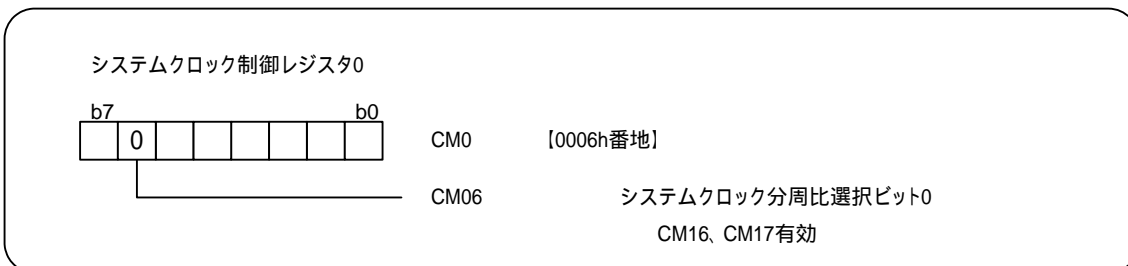 システムクロック制御レジスタ0
b7 b0
0 CM0 【0006h番地】
CM06 システムクロック分周比選択ビット0
CM16、CM17有効